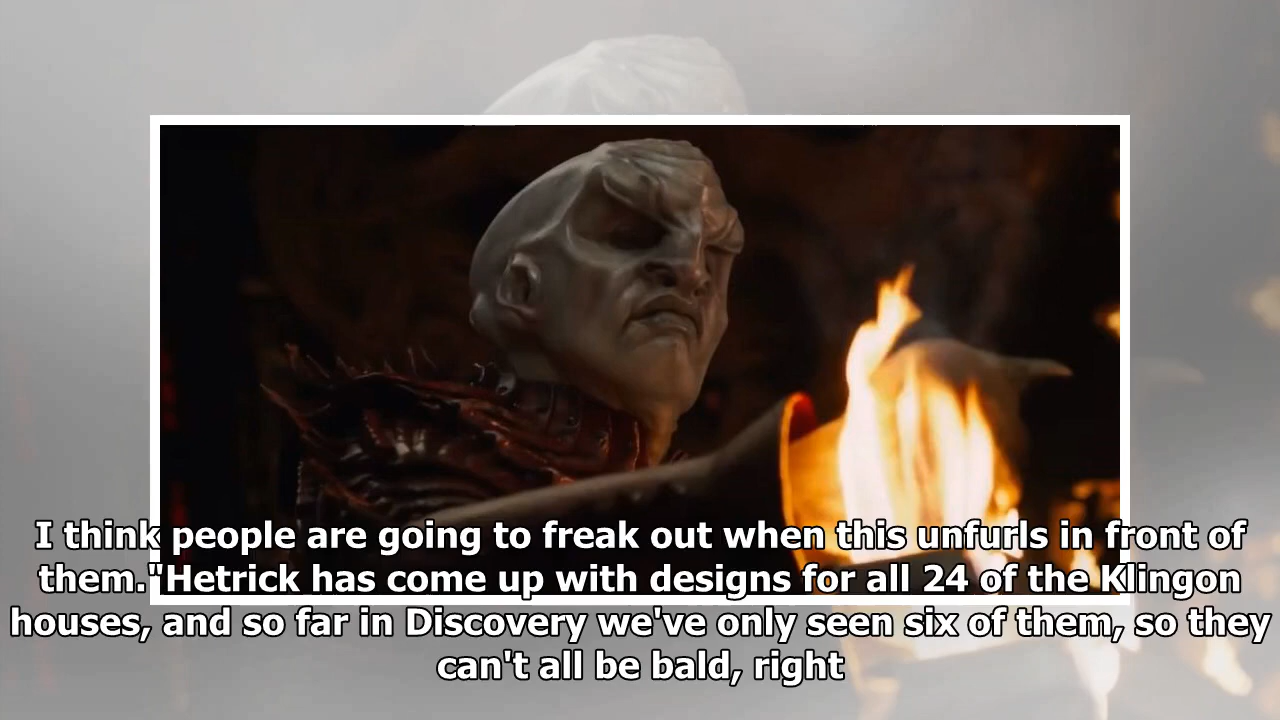 I think people are going to freak out when this unfurls in front of
them."Hetrick has come up with designs for all 24 of the Klingon
houses, and so far in Discovery we've only seen six of them, so they
can't all be bald, right